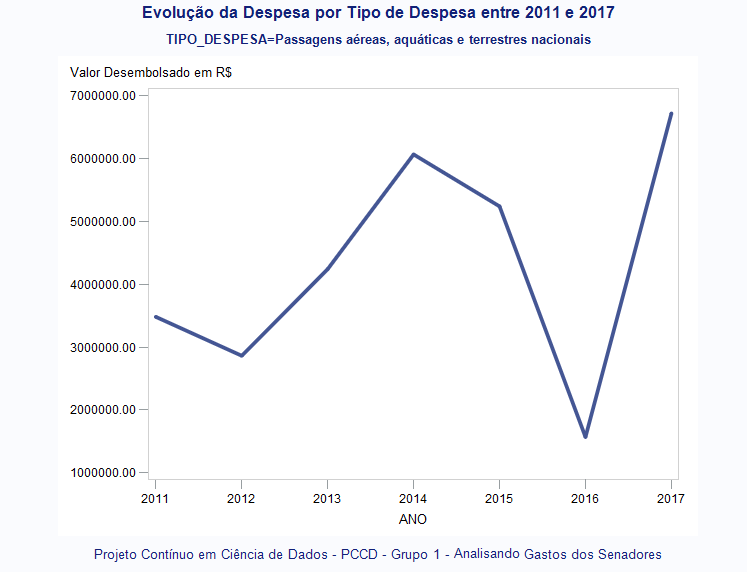 Evolução da Despesa por Tipo de Despesa entre 2011 e 2017
TIPO_DESPESA=Passagens aéreas, aquáticas e terrestres nacionais
Valor Desembolsado em R$
7000000.00
6000000.00
5000000.00
4000000.00
3000000.00
2000000.00
1000000.00
2011 2012 2013 2014 2015 2016 2017
ANO
Projeto Contínuo em Ciência de Dados - PCCD - Grupo 1 - Analisando Gastos dos Senadores